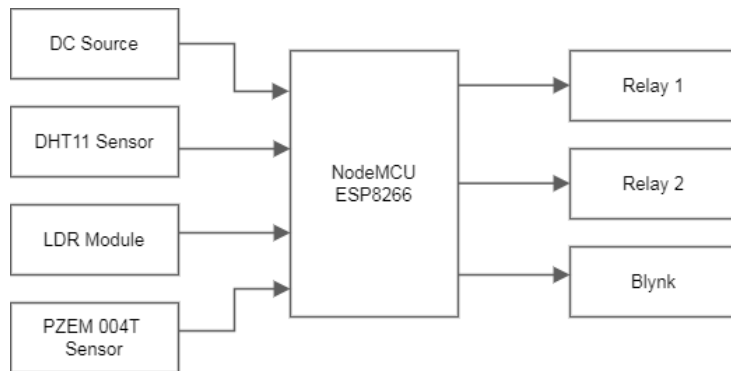 DC Source
DHT11 Sensor
LDR Module
PZEM 004T
Sensor
NodeMCU
ESP8266
Relay 1
Relay 2
Blynk